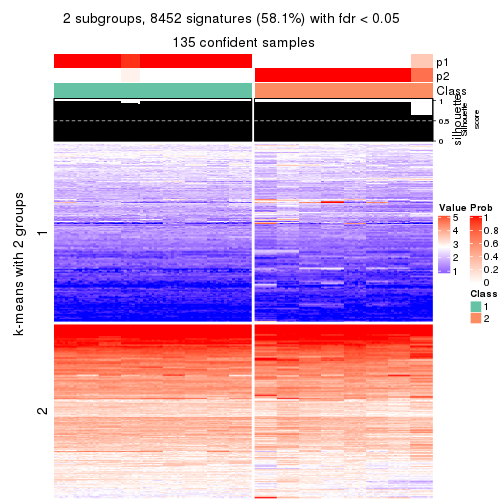 2 subgroups, 8452 signatures (58.1%) with fdr < 0.05
135 confident samples
p1
p2
Class
1
0.5
0
silhouette
Silhouette
score
k-means with 2 groups
1
2
Value
5
4
3
2
1
Prob
1
0.8
0.6
0.4
0.2
0
Class
1
2